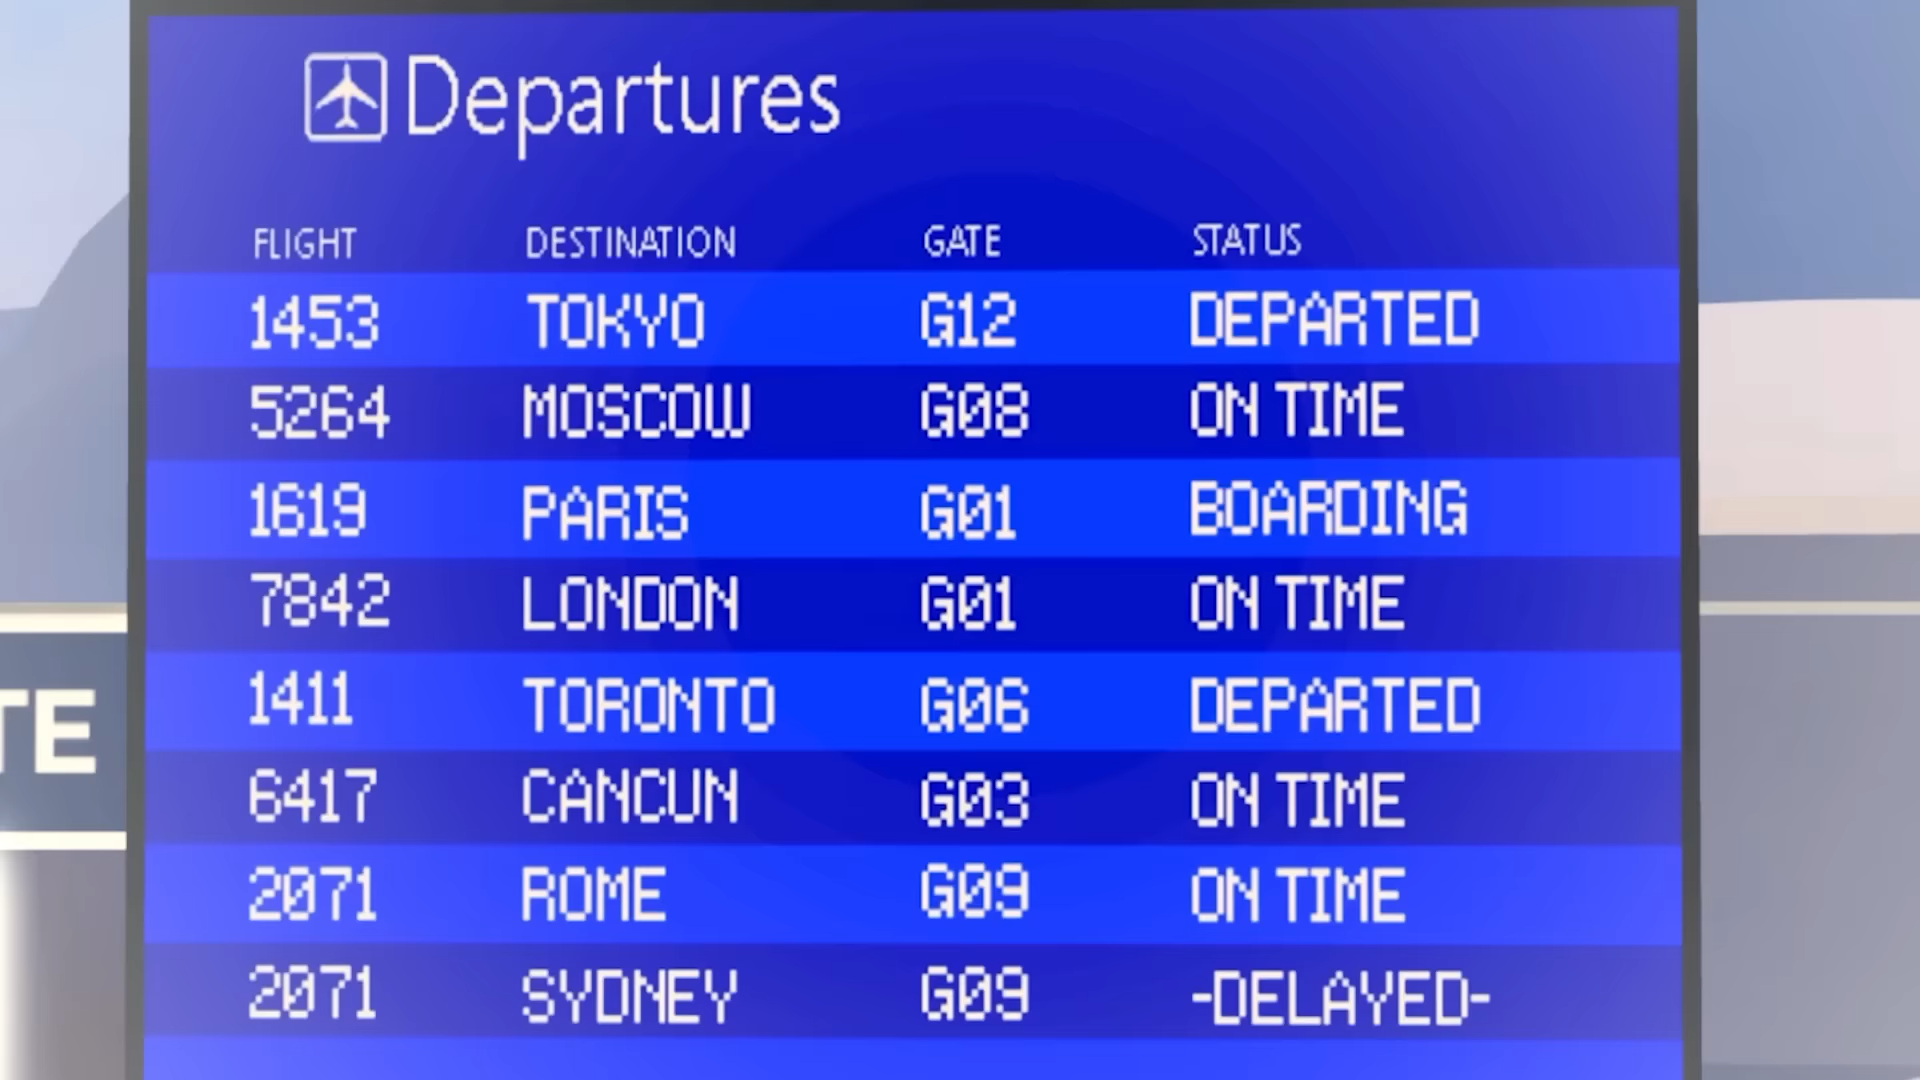 Departures
FLIGHT DESTINATION GATE STATUS
1453 TOKYO G12 DEPARTED
5264 MOSCOW G08 ON TIME
1619 PARIS G01 BOARDING
7842 LONDON G01 ON TIME
1411 TORONTO G06 DEPARTED
TE
6417 CANCUN G03 ON TIME
2071 ROME G09 ON TIME
2071 SYDNEY G09 -DELAYED-